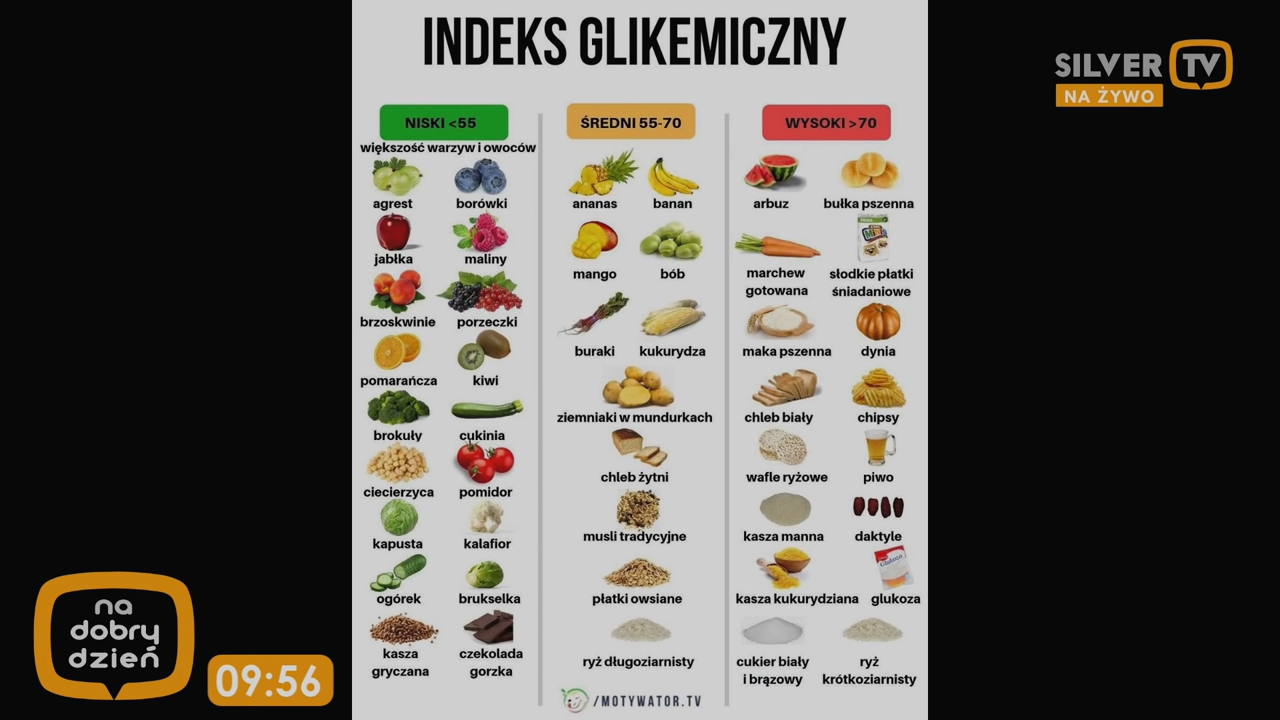 INDEKS GLIKEMICZNY
SILVER TV
NA ŻYWO
NISKI <55
większość warzyw i owoców
agrest
borówki
jabłka
maliny
brzoskwinie
porzeczki
pomarańcza
kiwi
brokuły
cukinia
ciecierzyca
pomidor
kapusta
kalafior
ogórek
brukselka
kasza
gryczana
czekolada
gorzka
ŚREDNI 55-70
ananas
banan
mango
bób
buraki
kukurydza
ziemniaki w mundurkach
chleb żytni
musli tradycyjne
płatki owsiane
ryż długoziarnisty
/MOTYWATOR.TV
WYSOKI >70
arbuz
bułka pszenna
marchew
gotowana
słodkie płatki
śniadaniowe
maka pszenna
dynia
chleb biały
chipsy
wafle ryżowe
piwo
kasza manna
daktyle
kasza kukurydziana
glukoza
cukier biały
i brązowy
ryż
krótkoziarnisty
na
dobry
dzień
09:56